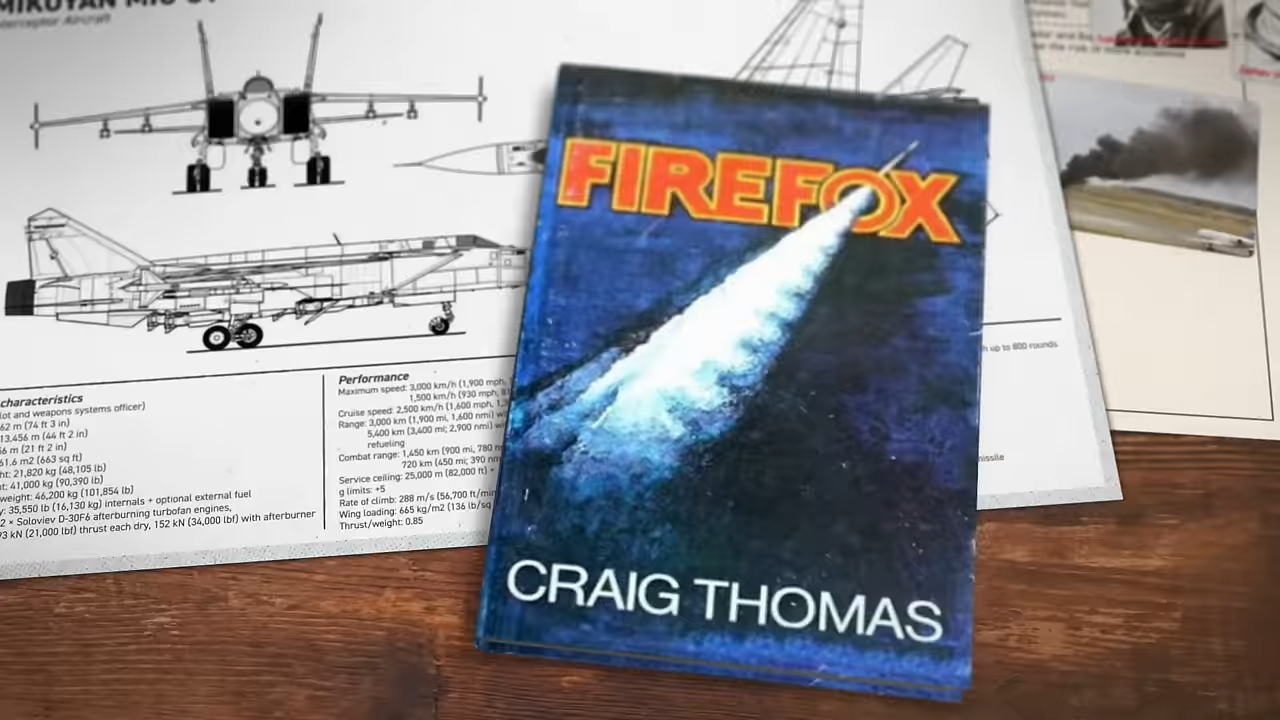 MIKOYAN MIG
Interceptor Aircraft
FIREFOX
CRAIG THOMAS
characteristics
lot and weapons systems officer)
62 m (74 ft 3 in)
13.456 m (44 ft 2 in)
6 m (21 ft 2 in)
61.6 m2 (663 sq ft)
ht: 21,820 kg (48,105 lb)
ht: 41,000 kg (90,390 lb)
weight: 46,200 kg (101,854 lb)
y: 35,550 lb (16,130 kg) internals + optional external fuel
2 × Soloviev D-30F6 afterburning turbofan engines,
93 kN (21,000 lbf) thrust each dry, 152 kN (34,000 lbf) with afterburner
Performance
Maximum speed: 3,000 km/h (1,900 mph,
1,500 km/h (930 mph,
Cruise speed: 2,500 km/h (1,600 mph,
Range: 3,000 km (1,900 mi, 1,600 nmi)
5,400 km (3,400 mi; 2,900 nmi)
refueling
Combat range: 1,450 km (900 mi, 780
720 km (450 mi; 390
Service ceiling: 25,000 m (82,000 ft) +
g limits: +5
Rate of climb: 288 m/s (56,700 ft/min
Wing loading: 665 kg/m2 (136 lb/sq
Thrust/weight: 0.85
h up to 800 rounds
missile